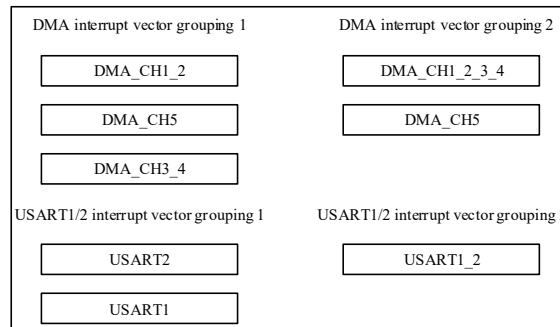 DMA interrupt vector grouping 1
DMA interrupt vector grouping 2
DMA_CH1_2
DMA_CH1_2_3_4
DMA_CH5
DMA_CH5
DMA_CH3_4
USART1/2 interrupt vector grouping 1
USART1/2 interrupt vector grouping
USART2
USART1_2
USART1